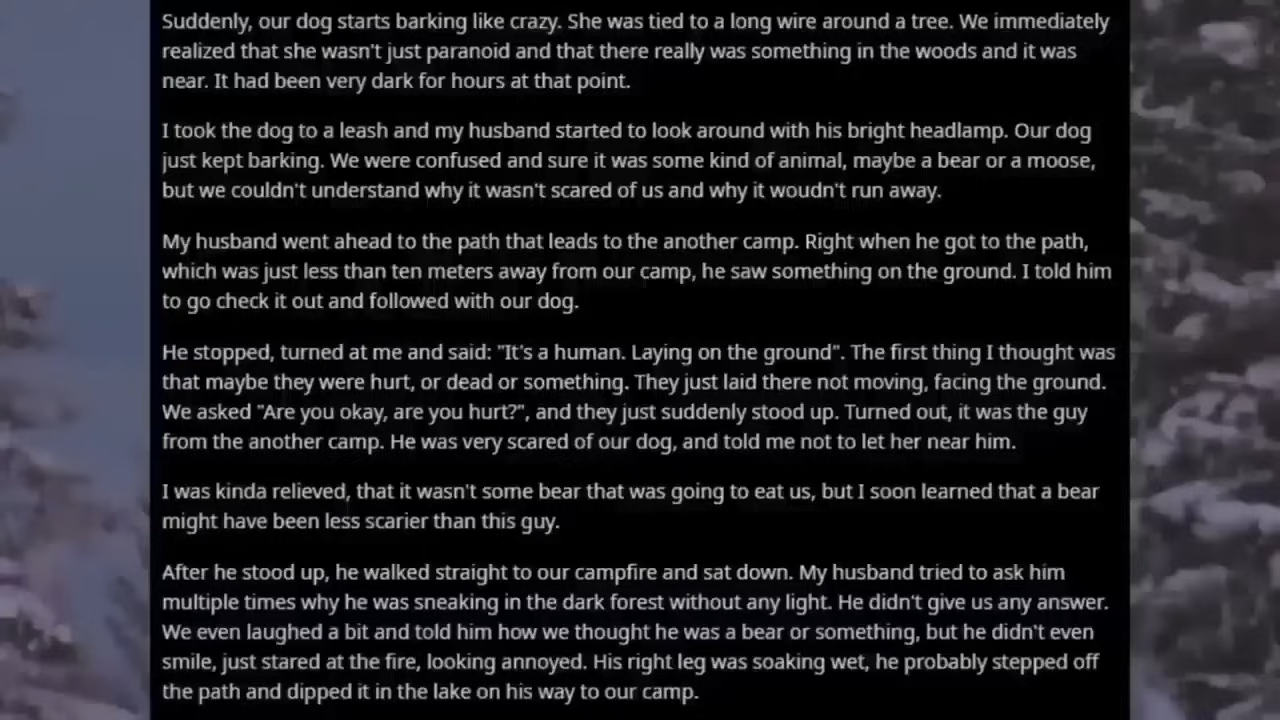 Suddenly, our dog starts barking like crazy. She was tied to a long wire around a tree. We immediately
realized that she wasn't just paranoid and that there really was something in the woods and it was
near. It had been very dark for hours at that point.
I took the dog to a leash and my husband started to look around with his bright headlamp. Our dog
just kept barking. We were confused and sure it was some kind of animal, maybe a bear or a moose,
but we couldn't understand why it wasn't scared of us and why it woudn't run away.
My husband went ahead to the path that leads to the another camp. Right when he got to the path,
which was just less than ten meters away from our camp, he saw something on the ground. I told him
to go check it out and followed with our dog.
He stopped, turned at me and said: "It's a human. Laying on the ground". The first thing I thought was
that maybe they were hurt, or dead or something. They just laid there not moving, facing the ground.
We asked "Are you okay, are you hurt?", and they just suddenly stood up. Turned out, it was the guy
from the another camp. He was very scared of our dog, and told me not to let her near him.
I was kinda relieved, that it wasn't some bear that was going to eat us, but I soon learned that a bear
might have been less scarier than this guy.
After he stood up, he walked straight to our campfire and sat down. My husband tried to ask him
multiple times why he was sneaking in the dark forest without any light. He didn't give us any answer.
We even laughed a bit and told him how we thought he was a bear or something, but he didn't even
smile, just stared at the fire, looking annoyed. His right leg was soaking wet, he probably stepped off
the path and dipped it in the lake on his way to our camp.